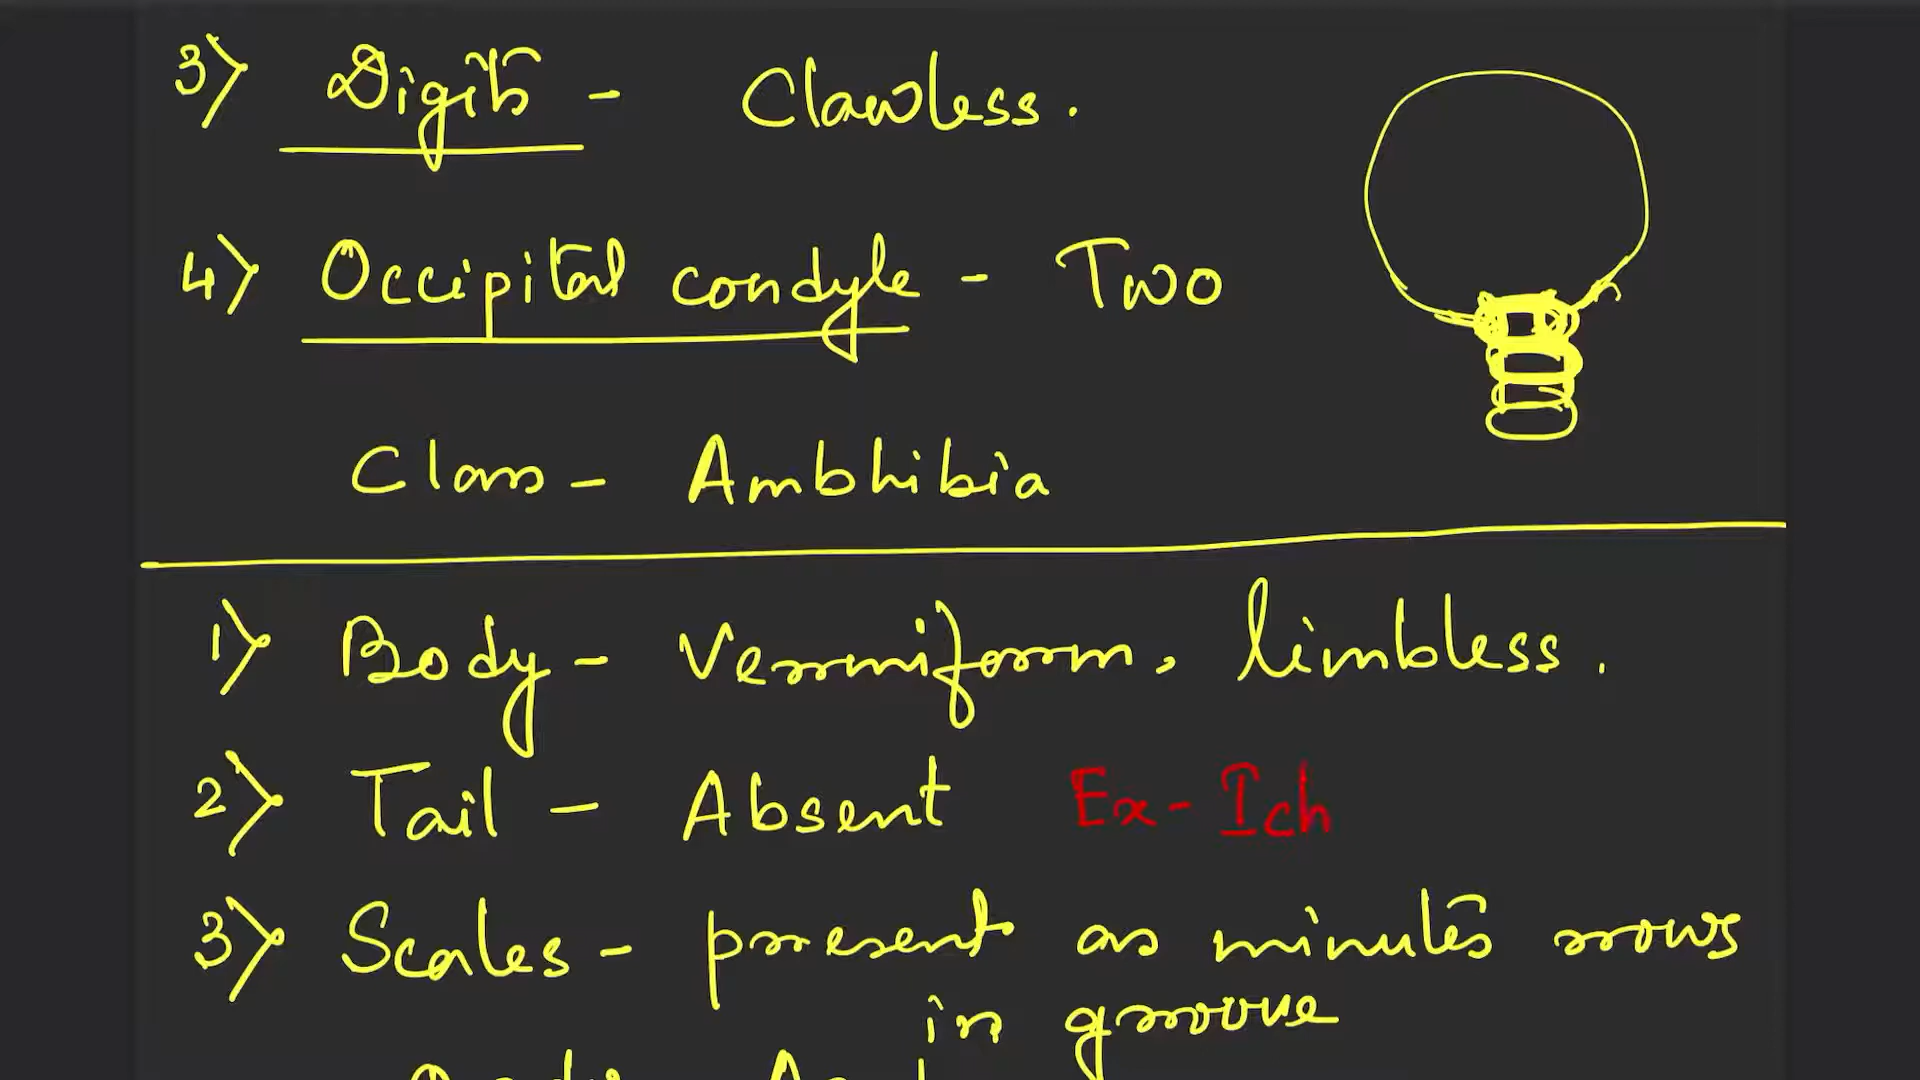 3) Digits - Clawless.
4) Occipital condyle - Two
Class - Ambhibia
1) Body - Vermiform, limbless.
2) Tail - Absent Ex - Ich
3) Scales - present as minutes rows
in groove